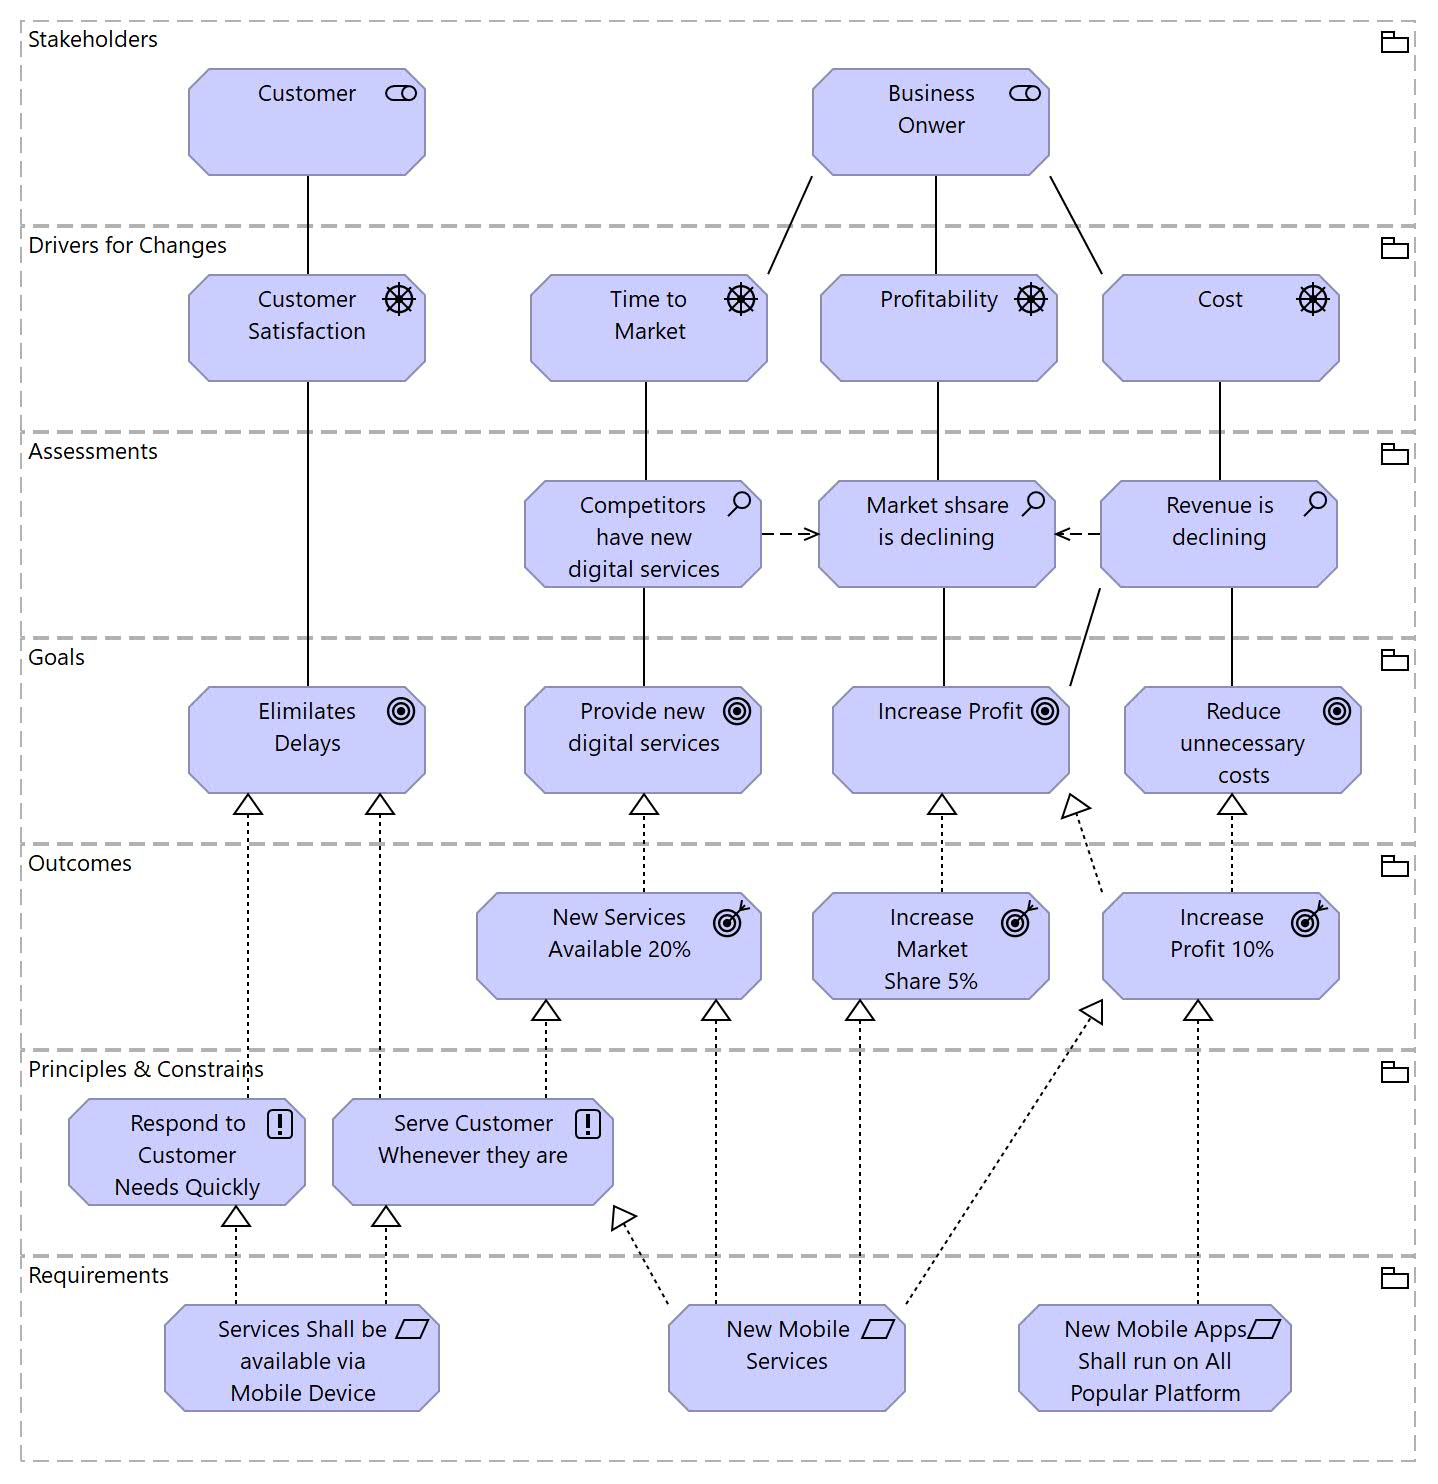 Stakeholders
Customer
Business
Onwer
Drivers for Changes
Customer
Satisfaction
Time to
Market
Profitability
Cost
Assessments
Competitors
have new
digital services
Market shsare
is declining
Revenue is
declining
Goals
Elimilates
Delays
Provide new
digital services
Increase Profit
Reduce
unnecessary
costs
Outcomes
New Services
Available 20%
Increase
Market
Share 5%
Increase
Profit 10%
Principles & Constrains
Respond to
Customer
Needs Quickly
Serve Customer
Whenever they are
Requirements
Services Shall be
available via
Mobile Device
New Mobile
Services
New Mobile Apps
Shall run on All
Popular Platform